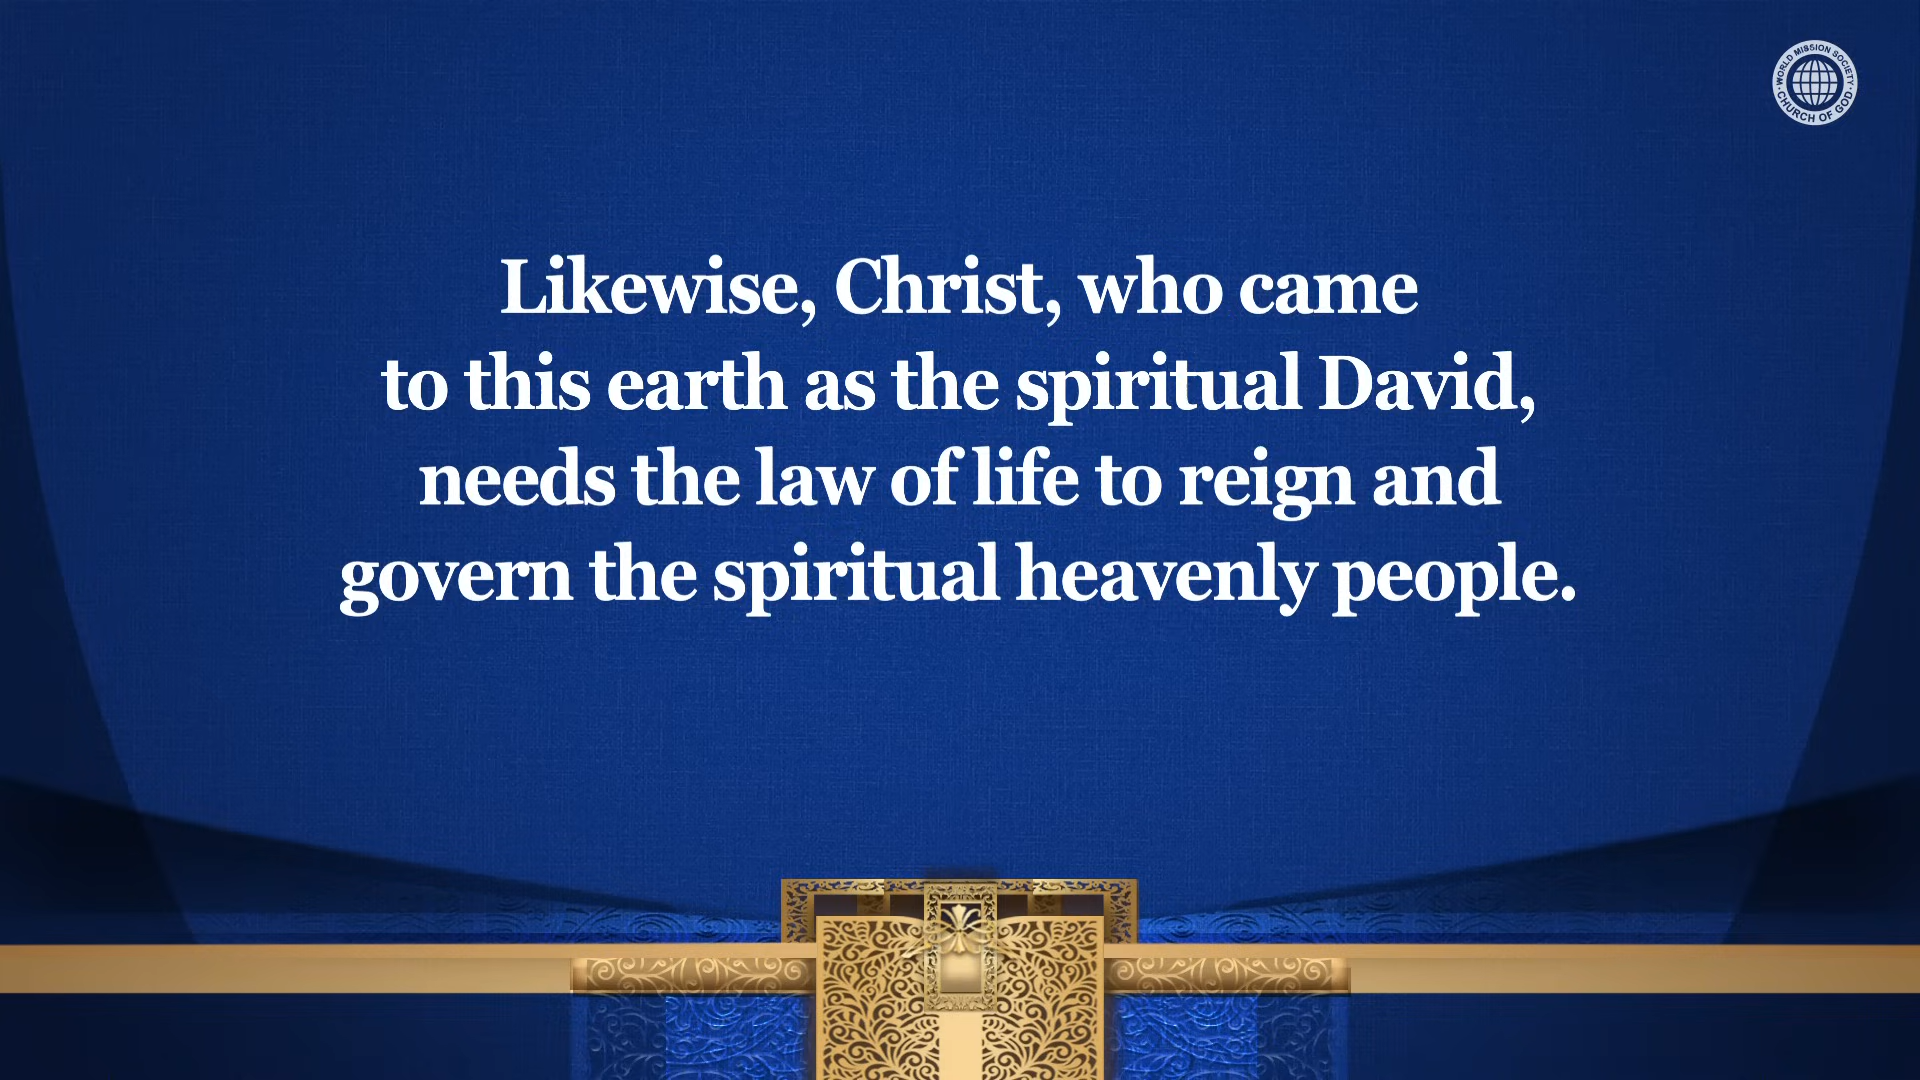 WORLD MISSION SOCIETY
CHURCH OF GOD
Likewise, Christ, who came
to this earth as the spiritual David,
needs the law of life to reign and
govern the spiritual heavenly people.